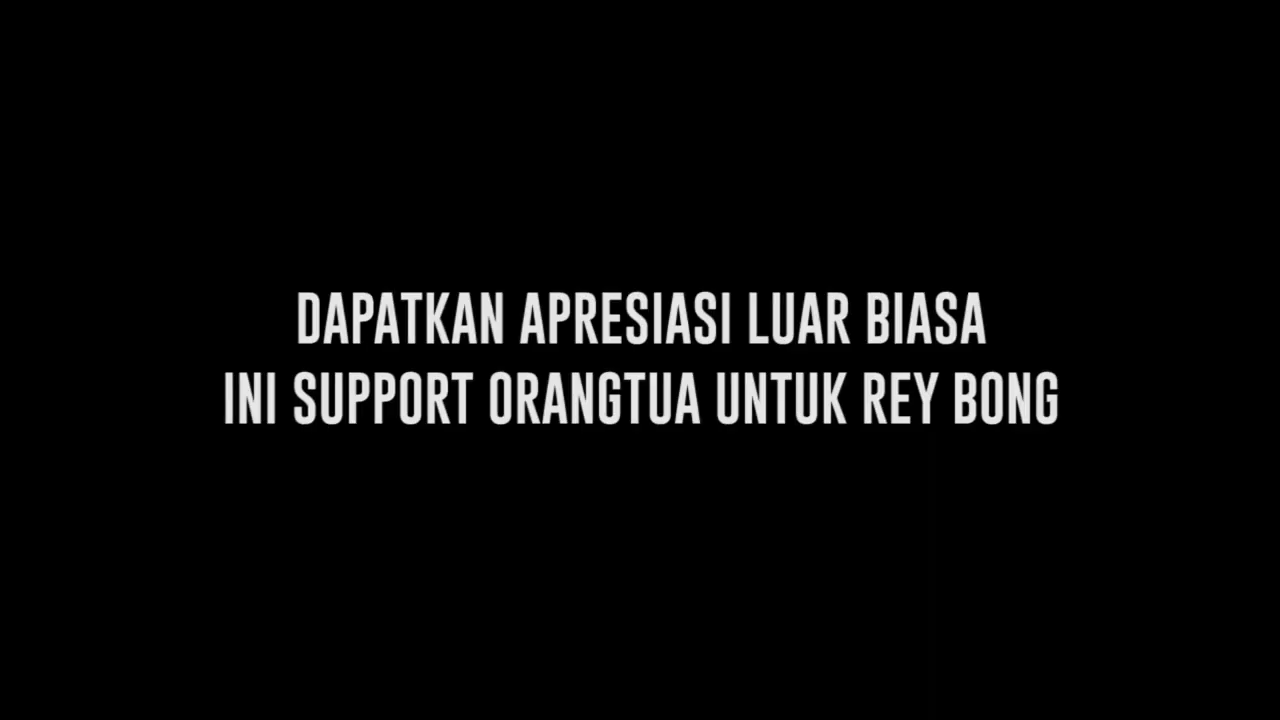 DAPATKAN APRESIASI LUAR BIASA
INI SUPPORT ORANGTUA UNTUK REY BONG